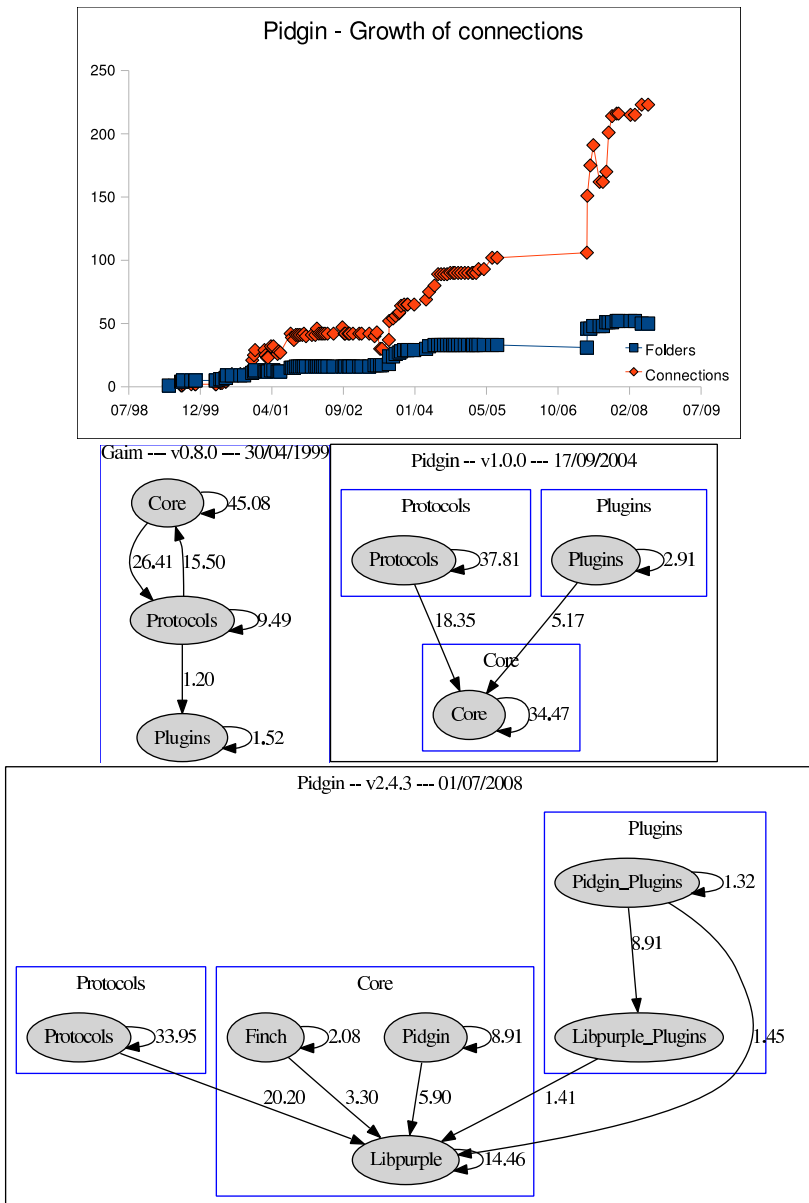 Pidgin - Growth of connections
250
200
150
100
50
0
Folders
Connections
07/98 12/99 04/01 09/02 01/04 05/05 10/06 02/08 07/09
Gaim --- v0.8.0 --- 30/04/1999
Core
45.08
26.41 15.50
Protocols
9.49
1.20
Plugins
1.52
Pidgin -- v1.0.0 --- 17/09/2004
Protocols
Plugins
Protocols
37.81
Plugins
2.91
18.35
5.17
Core
Core
34.47
Pidgin -- v2.4.3 --- 01/07/2008
Plugins
Pidgin_Plugins
1.32
8.91
Protocols
Core
Protocols
33.95
Finch
2.08
Pidgin
8.91
Libpurple_Plugins
1.45
20.20
3.30
5.90
1.41
Libpurple
14.46